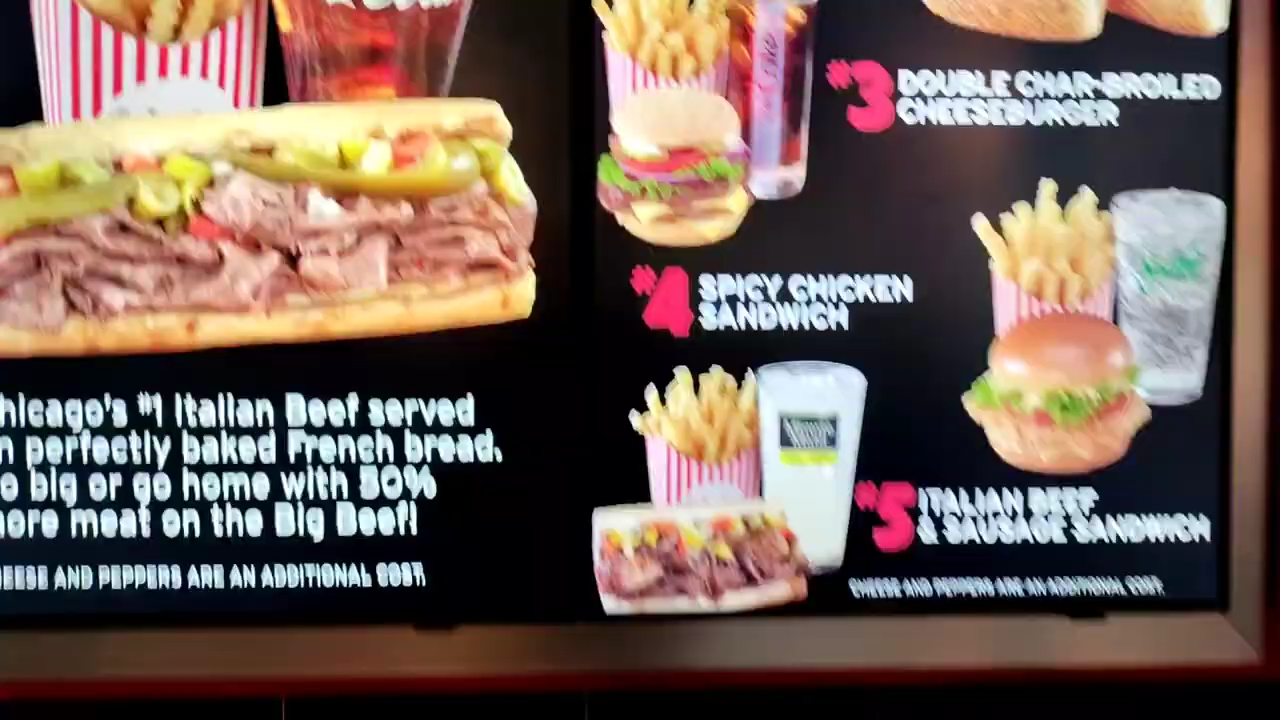 #3 DOUBLE CHAR-BROILED
CHEESEBURGER
#4 SPICY CHICKEN
SANDWICH
#5 ITALIAN BEEF
& SAUSAGE SANDWICH
CHEESE AND PEPPERS ARE AN ADDITIONAL COST.
hicago's #1 Italian Beef served
n perfectly baked French bread.
o big or go home with 50%
ore meat on the Big Beef!
HEESE AND PEPPERS ARE AN ADDITIONAL COST.